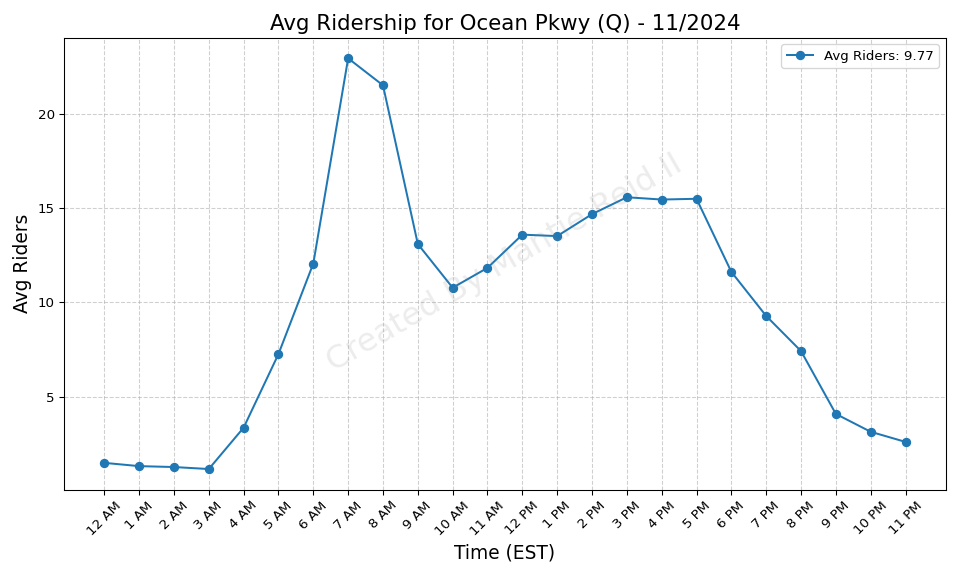 Avg Ridership for Ocean Pkwy (Q) - 11/2024
Avg Riders: 9.77
Avg Riders
20
15
10
5
Created By Mantie Reid II
12 AM
1 AM
2 AM
3 AM
4 AM
5 AM
6 AM
7 AM
8 AM
9 AM
10 AM
11 AM
12 PM
1 PM
2 PM
3 PM
4 PM
5 PM
6 PM
7 PM
8 PM
9 PM
10 PM
11 PM
Time (EST)